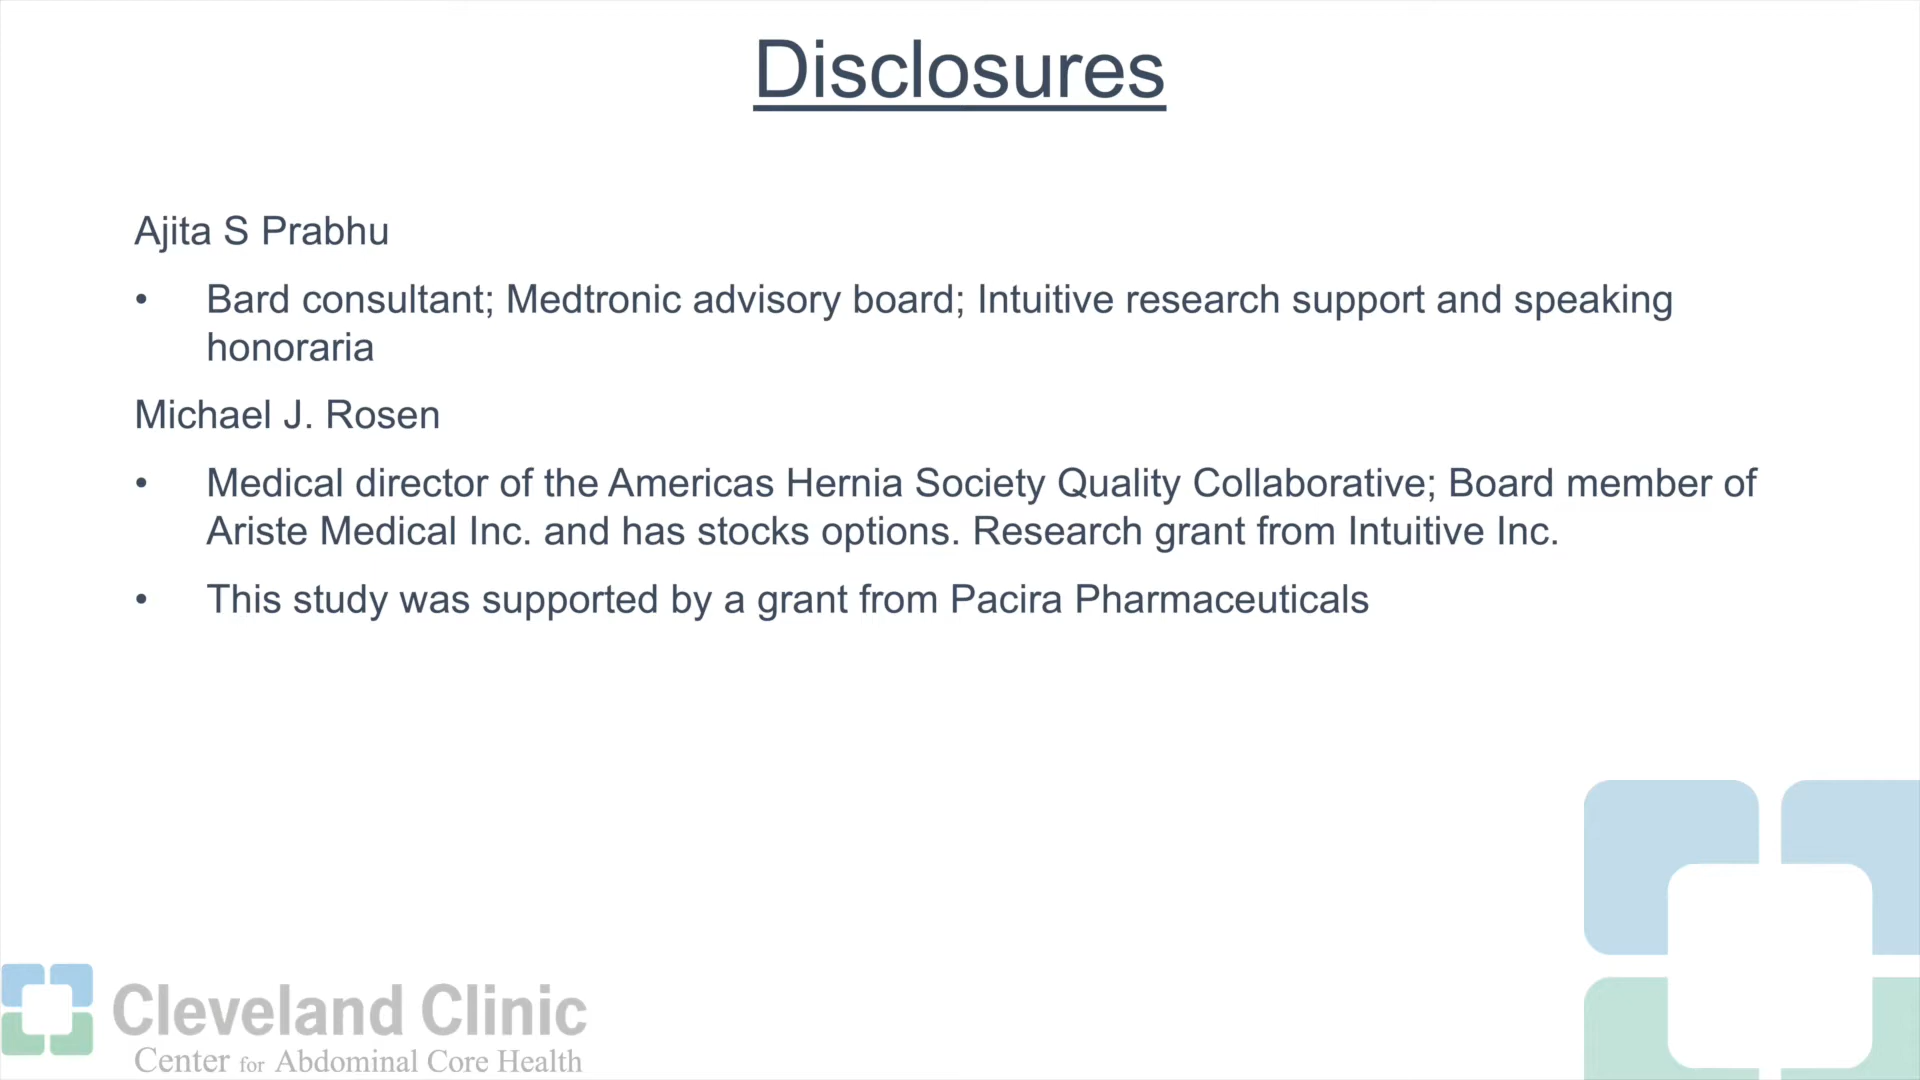 Disclosures
Ajita S Prabhu
• Bard consultant; Medtronic advisory board; Intuitive research support and speaking
honoraria
Michael J. Rosen
• Medical director of the Americas Hernia Society Quality Collaborative; Board member of
Ariste Medical Inc. and has stocks options. Research grant from Intuitive Inc.
• This study was supported by a grant from Pacira Pharmaceuticals
Cleveland Clinic
Center for Abdominal Core Health